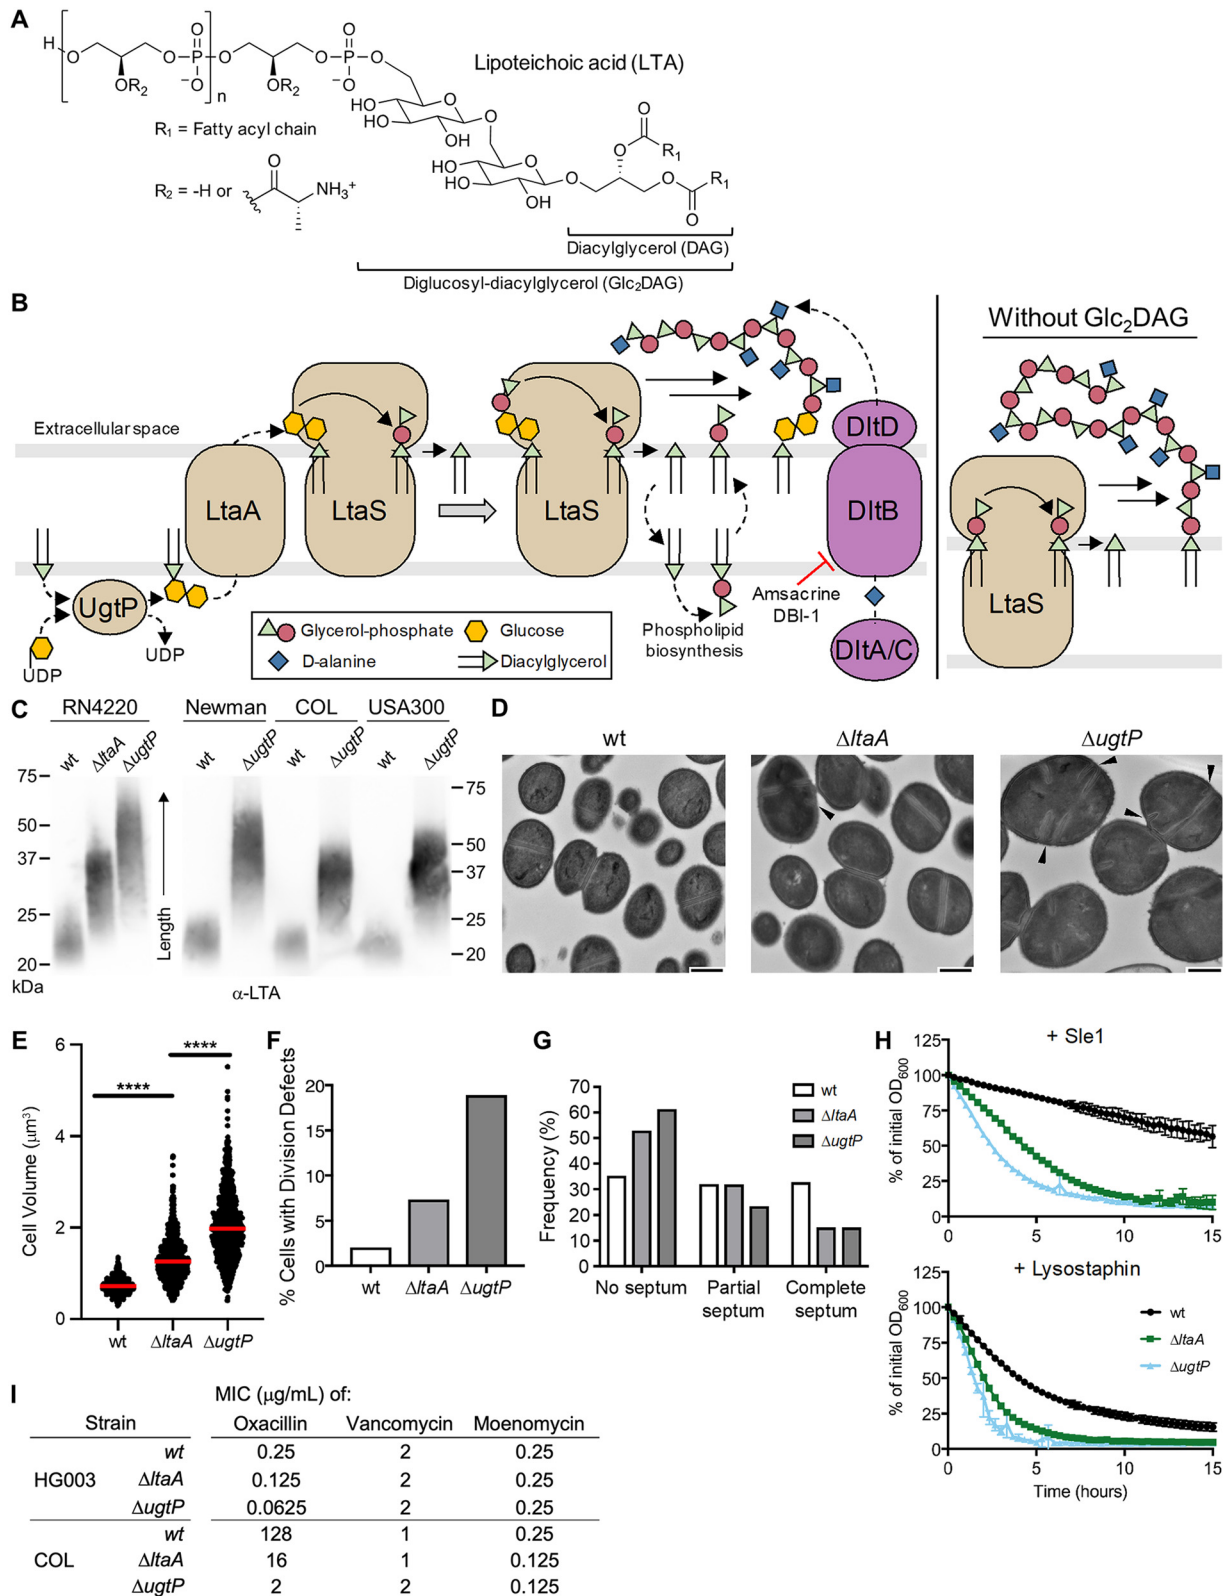 A
H
O
O
P
O
⁻O
O
OR₂
n
O
O
P
O
⁻O
O
OR₂
Lipoteichoic acid (LTA)
R₁ = Fatty acyl chain
R₂ = -H or
O
NH₃⁺
HO
HO
O
OH
O
HO
HO
O
OH
O
O
O
R₁
O
R₁
O
Diacylglycerol (DAG)
Diglucosyl-diacylglycerol (Glc₂DAG)
B
Without Glc₂DAG
Extracellular space
LtaA
LtaS
LtaS
DltD
DltB
LtaS
UgtP
UDP
UDP
Amsacrine
DBI-1
Phospholipid
biosynthesis
DltA/C
Glycerol-phosphate
Glucose
D-alanine
Diacylglycerol
C
RN4220
Newman
COL
USA300
wt
ΔltaA
ΔugtP
wt
ΔugtP
wt
ΔugtP
wt
ΔugtP
75
50
37
25
20
kDa
Length
75
50
37
25
20
α-LTA
D
wt
ΔltaA
ΔugtP
E
Cell Volume (μm³)
6
4
2
0
****
****
wt
ΔltaA
ΔugtP
F
% Cells with Division Defects
20
15
10
5
0
wt
ΔltaA
ΔugtP
G
Frequency (%)
70
60
50
40
30
20
10
0
wt
ΔltaA
ΔugtP
No septum
Partial
septum
Complete
septum
H
+ Sle1
% of initial OD₆₀₀
125
100
75
50
25
0
0
5
10
15
+ Lysostaphin
% of initial OD₆₀₀
125
100
75
50
25
0
wt
ΔltaA
ΔugtP
0
5
10
15
Time (hours)
I
MIC (μg/mL) of:
Strain Oxacillin Vancomycin Moenomycin
wt 0.25 2 0.25
HG003 ΔltaA 0.125 2 0.25
ΔugtP 0.0625 2 0.25
wt 128 1 0.25
COL ΔltaA 16 1 0.125
ΔugtP 2 2 0.125